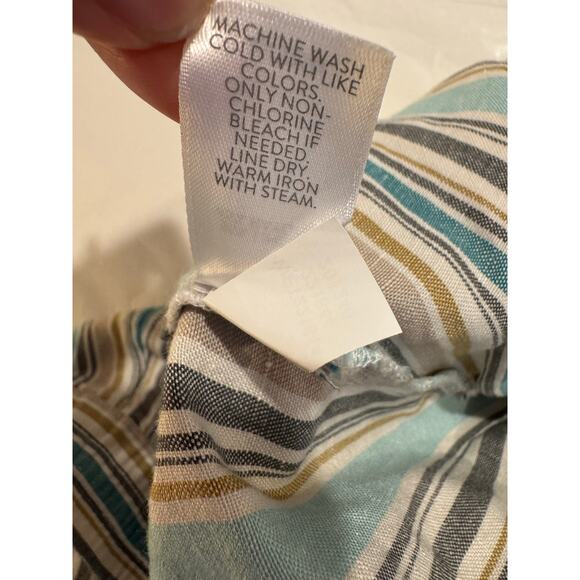 MACHINE WASH
COLD WITH LIKE
COLORS.
ONLY NON-
CHLORINE
BLEACH IF
NEEDED.
LINE DRY.
WARM IRON
WITH STEAM.